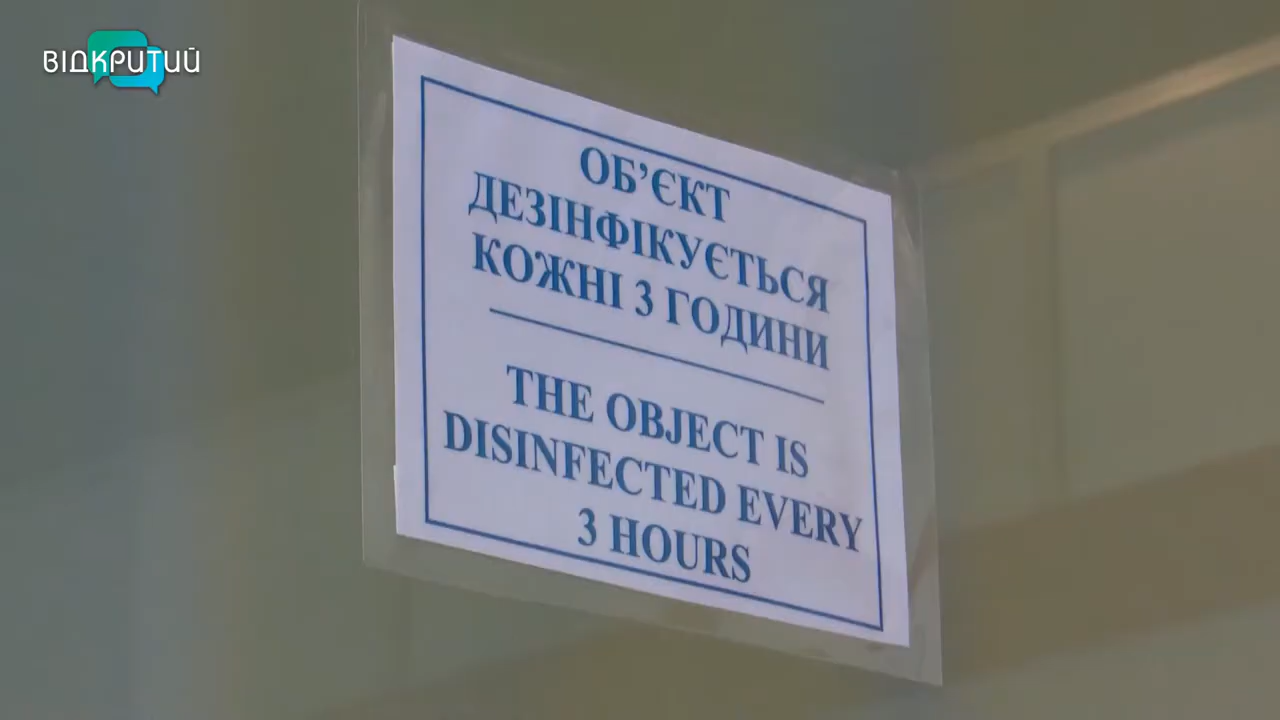 ВІДКРИТИЙ
ОБ’ЄКТ
ДЕЗІНФІКУЄТЬСЯ
КОЖНІ 3 ГОДИНИ
THE OBJECT IS
DISINFECTED EVERY
3 HOURS